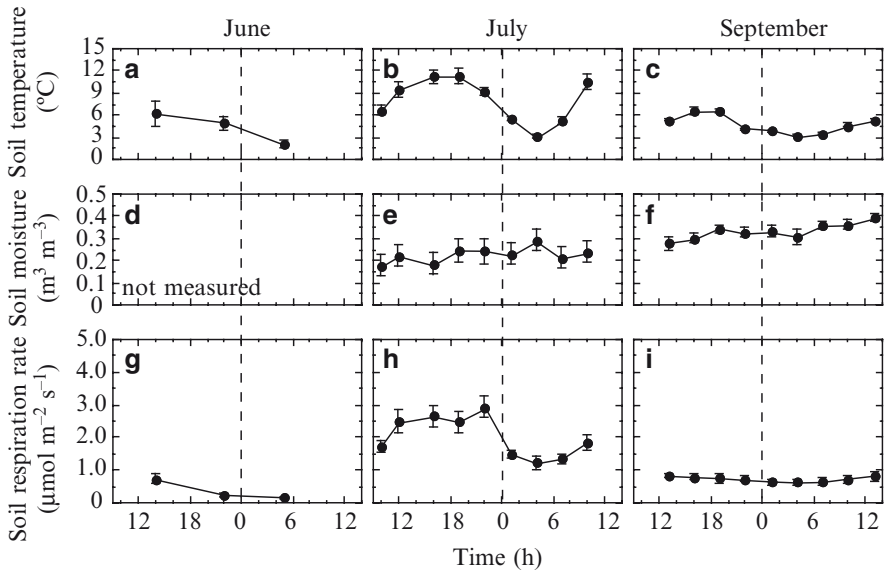 June July September
Soil temperature
(°C)
15
12
9
6
3
0
a b c
Soil moisture
(m³ m⁻³)
0.5
0.4
0.3
0.2
0.1
0
d e f
not measured
Soil respiration rate
(μmol m⁻² s⁻¹)
5.0
4.0
3.0
2.0
1.0
0
g h i
12 18 0 6 12 12 18 0 6 12 12 18 0 6 12
Time (h)